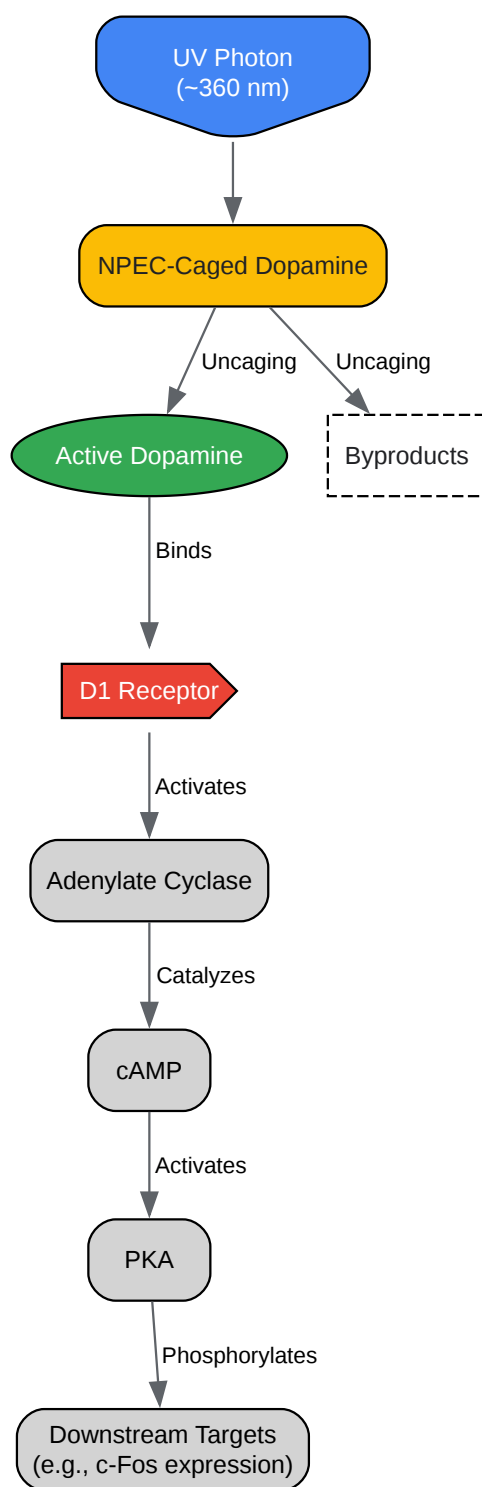 UV Photon
(~360 nm)
NPEC-Caged Dopamine
Uncaging
Uncaging
Active Dopamine
Byproducts
Binds
D1 Receptor
Activates
Adenylate Cyclase
Catalyzes
cAMP
Activates
PKA
Phosphorylates
Downstream Targets
(e.g., c-Fos expression)